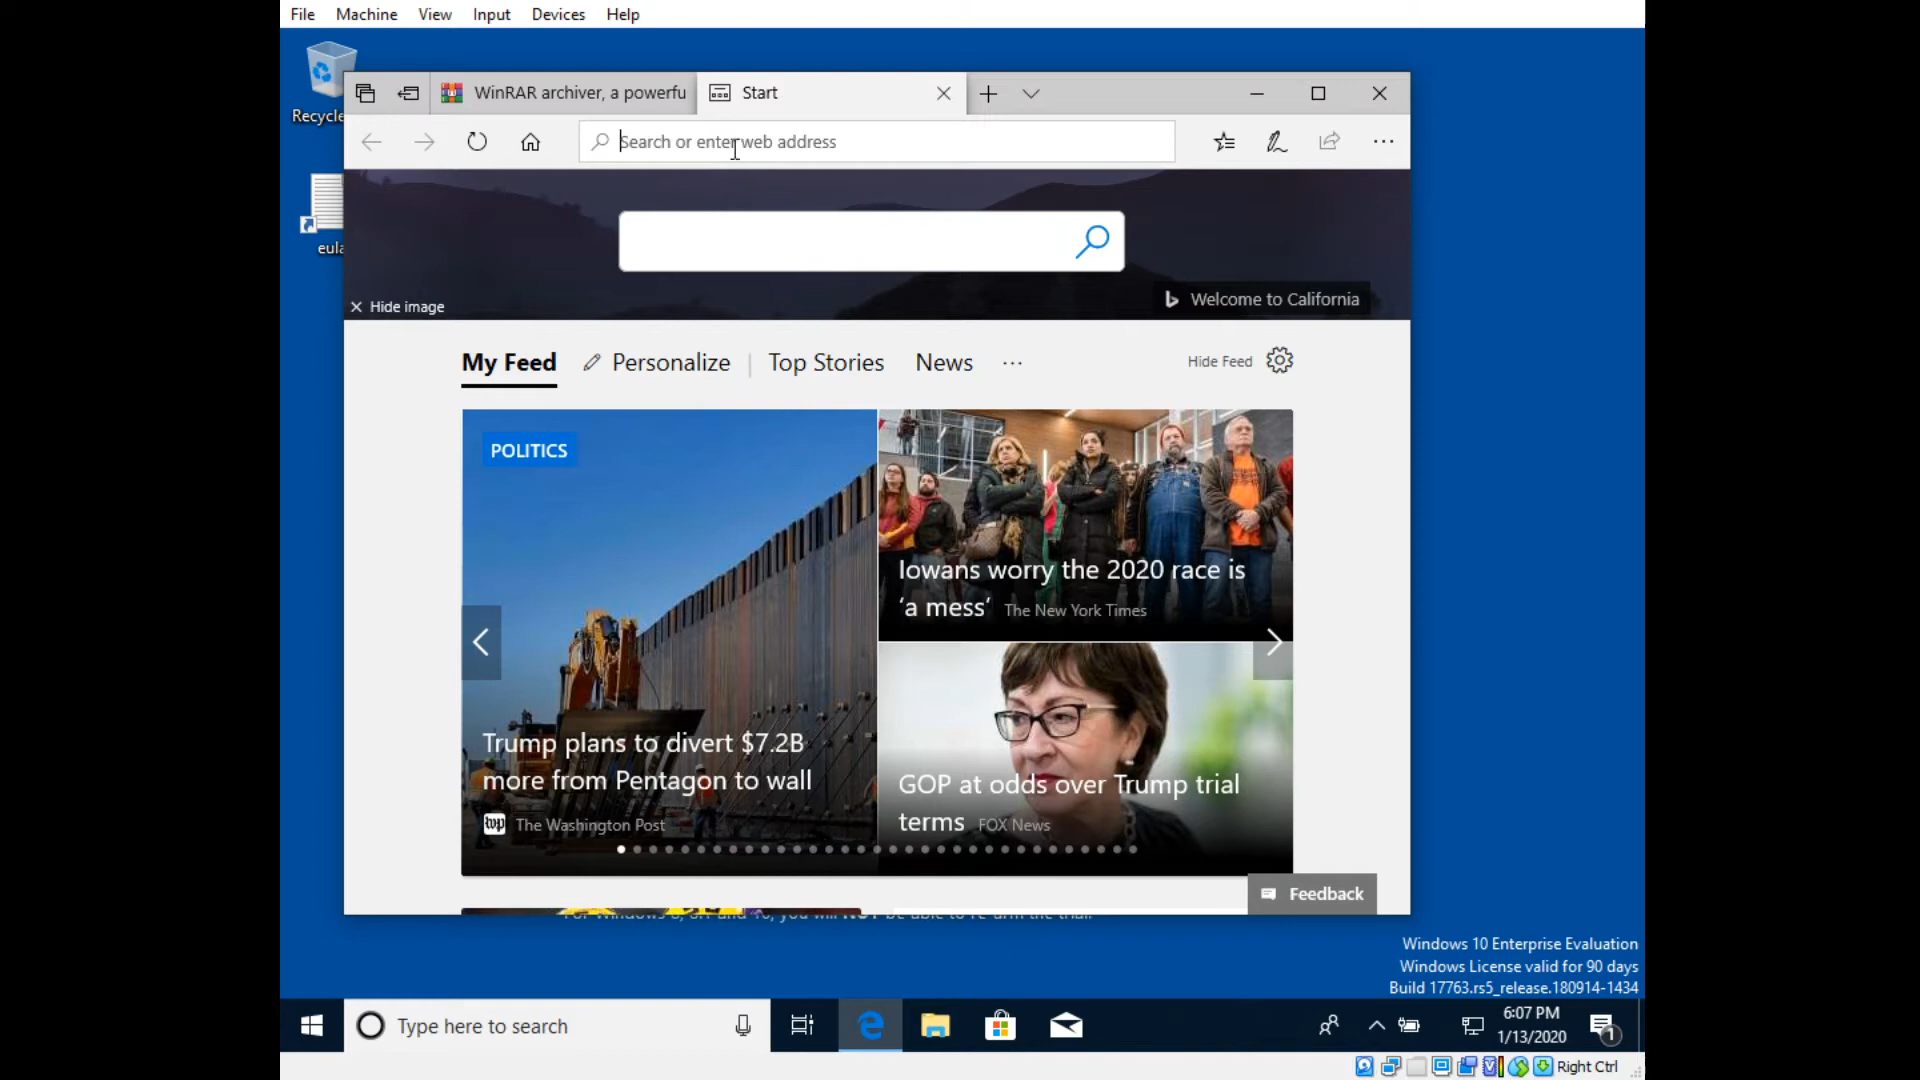 File Machine View Input Devices Help
Recycle
WinRAR archiver, a powerfu
Start
Search or enter web address
eula
Hide image
Welcome to California
My Feed
Personalize
Top Stories
News
Hide Feed
POLITICS
Iowans worry the 2020 race is
'a mess' The New York Times
Trump plans to divert $7.2B
more from Pentagon to wall
wp The Washington Post
GOP at odds over Trump trial
terms FOX News
Feedback
Windows 10 Enterprise Evaluation
Windows License valid for 90 days
Build 17763.rs5_release.180914-1434
Type here to search
6:07 PM
1/13/2020
1
Right Ctrl